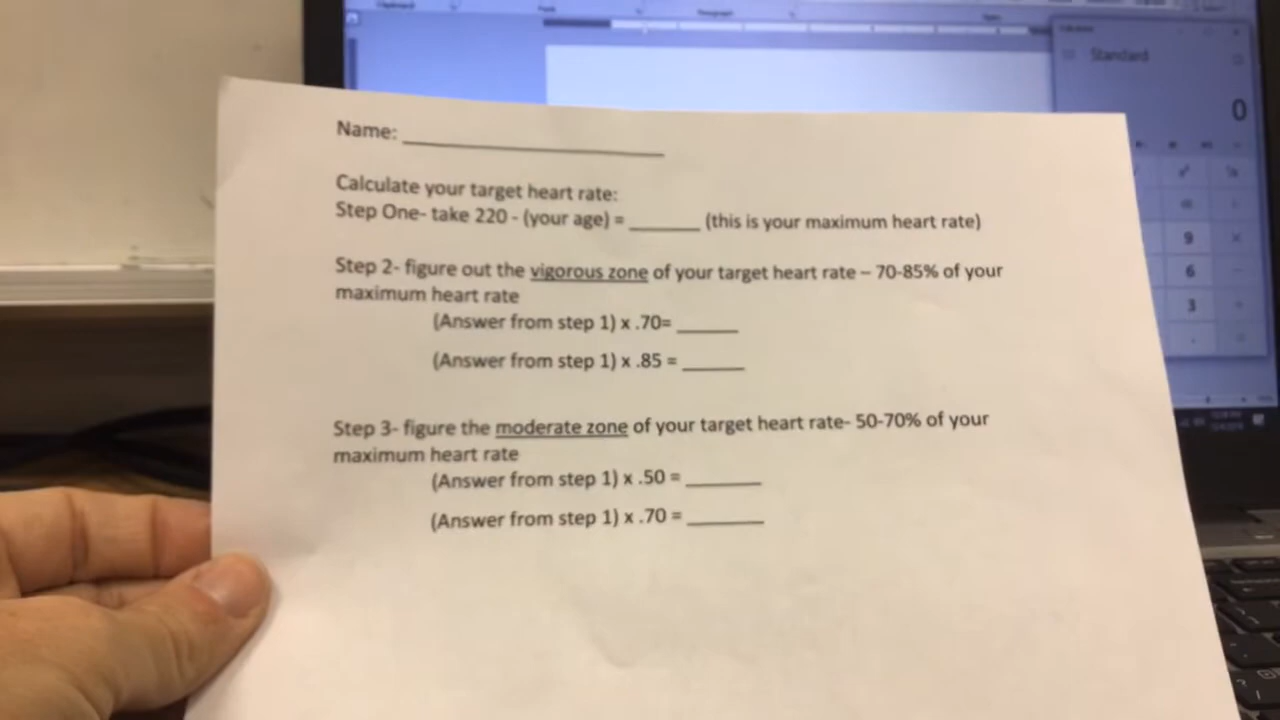 Standard
0
Name: ____________
Calculate your target heart rate:
Step One- take 220 - (your age) = ______ (this is your maximum heart rate)
Step 2- figure out the vigorous zone of your target heart rate – 70-85% of your
maximum heart rate
(Answer from step 1) x .70= ______
(Answer from step 1) x .85 = ______
Step 3- figure the moderate zone of your target heart rate- 50-70% of your
maximum heart rate
(Answer from step 1) x .50 = ______
(Answer from step 1) x .70 = ______
9
6
3